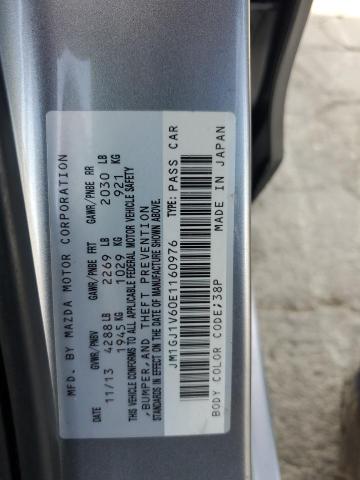 MFD. BY MAZDA MOTOR CORPORATION
DATE GVWR/PNBV GAWR/PNBE FRT GAWR/PNBE RR
11/13 4288 LB 2269 LB 2030 LB
1945 KG 1029 KG 921 KG
THIS VEHICLE CONFORMS TO ALL APPLICABLE FEDERAL MOTOR VEHICLE SAFETY
,BUMPER,AND THEFT PREVENTION
STANDARDS IN EFFECT ON THE DATE OF MANUFACTURE SHOWN ABOVE.
JM1GJ1V60E1160976 TYPE: PASS CAR
BODY COLOR CODE;38P MADE IN JAPAN